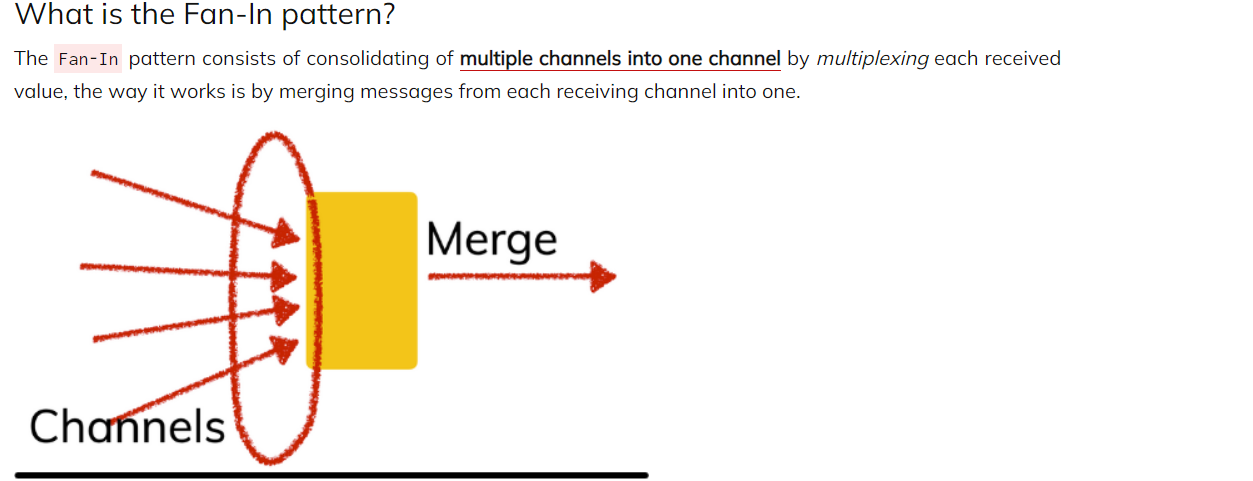 What is the Fan-In pattern?
The Fan-In pattern consists of consolidating of multiple channels into one channel by multiplexing each received
value, the way it works is by merging messages from each receiving channel into one.
Merge
Channels